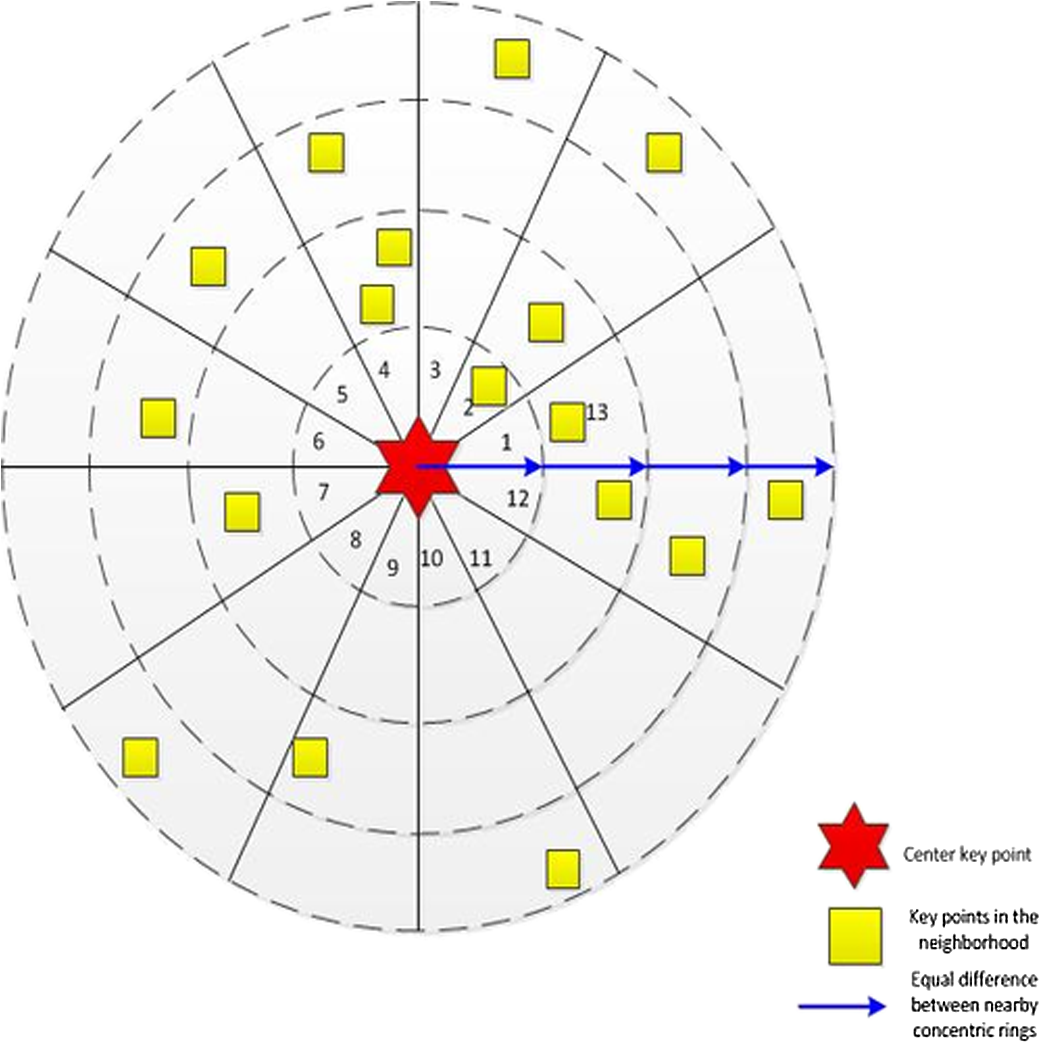 4
3
5
2
13
6
1
7
12
8
9
10
11
Center key point
Key points in the
neighborhood
Equal difference
between nearby
concentric rings